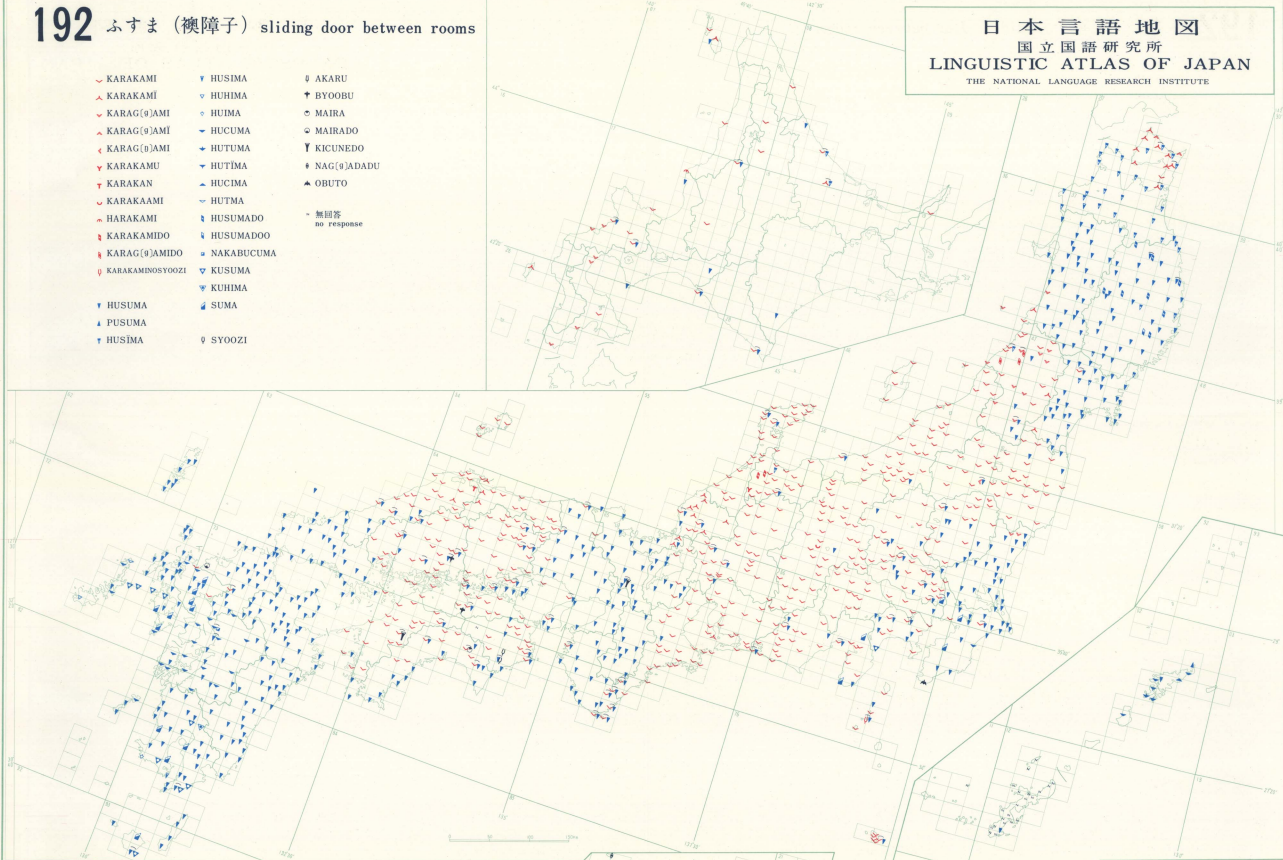 192 ふすま (襖障子) sliding door between rooms
日本言語地図
国立国語研究所
LINGUISTIC ATLAS OF JAPAN
THE NATIONAL LANGUAGE RESEARCH INSTITUTE
KARAKAMI
KARAKAMÏ
KARAG[g]AMI
KARAG[g]AMÏ
KARAG[ŋ]AMI
KARAKAMU
KARAKAN
KARAKAAMI
HARAKAMI
KARAKAMIDO
KARAG[g]AMIDO
KARAKAMINOSYOOZI
HUSUMA
PUSUMA
HUSÏMA
HUSIMA
HUHIMA
HUIMA
HUCUMA
HUTUMA
HUTÏMA
HUCIMA
HUTMA
HUSUMADO
HUSUMADOO
NAKABUCUMA
KUSUMA
KUHIMA
SUMA
SYOOZI
AKARU
BYOOBU
MAIRA
MAIRADO
KICUNEDO
NAG[g]ADADU
OBUTO
無回答
no response